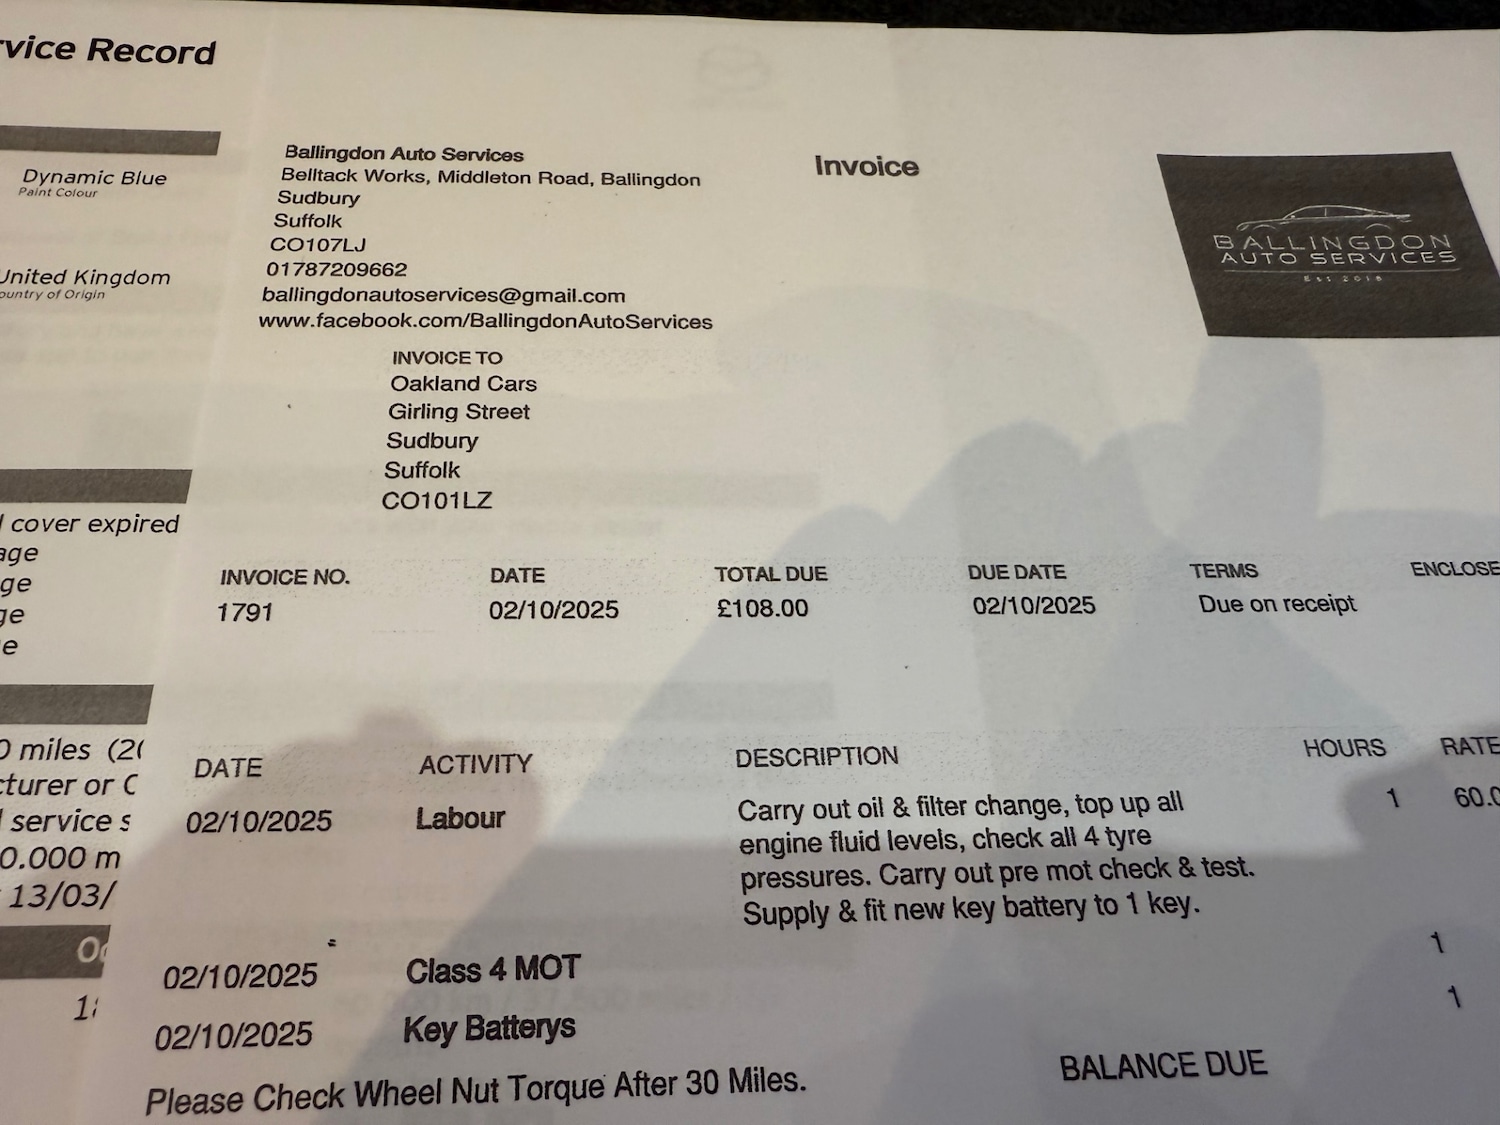 rvice Record
Dynamic Blue
Paint Colour
United Kingdom
ountry of Origin
cover expired
age
ge
ge
e
0 miles (20
cturer or C
service s
0.000 m
13/03/
Ballingdon Auto Services
Belltack Works, Middleton Road, Ballingdon
Sudbury
Suffolk
CO107LJ
01787209662
ballingdonautoservices@gmail.com
www.facebook.com/BallingdonAutoServices
Invoice
BALLINGDON
AUTO SERVICES
Est 2018
INVOICE TO
Oakland Cars
Girling Street
Sudbury
Suffolk
CO101LZ
INVOICE NO. DATE TOTAL DUE DUE DATE TERMS ENCLOSE
1791 02/10/2025 £108.00 02/10/2025 Due on receipt
DATE ACTIVITY DESCRIPTION HOURS RATE
02/10/2025 Labour Carry out oil & filter change, top up all 1 60.0
engine fluid levels, check all 4 tyre
pressures. Carry out pre mot check & test.
Supply & fit new key battery to 1 key.
02/10/2025 Class 4 MOT 1
02/10/2025 Key Batterys 1
Please Check Wheel Nut Torque After 30 Miles.
BALANCE DUE